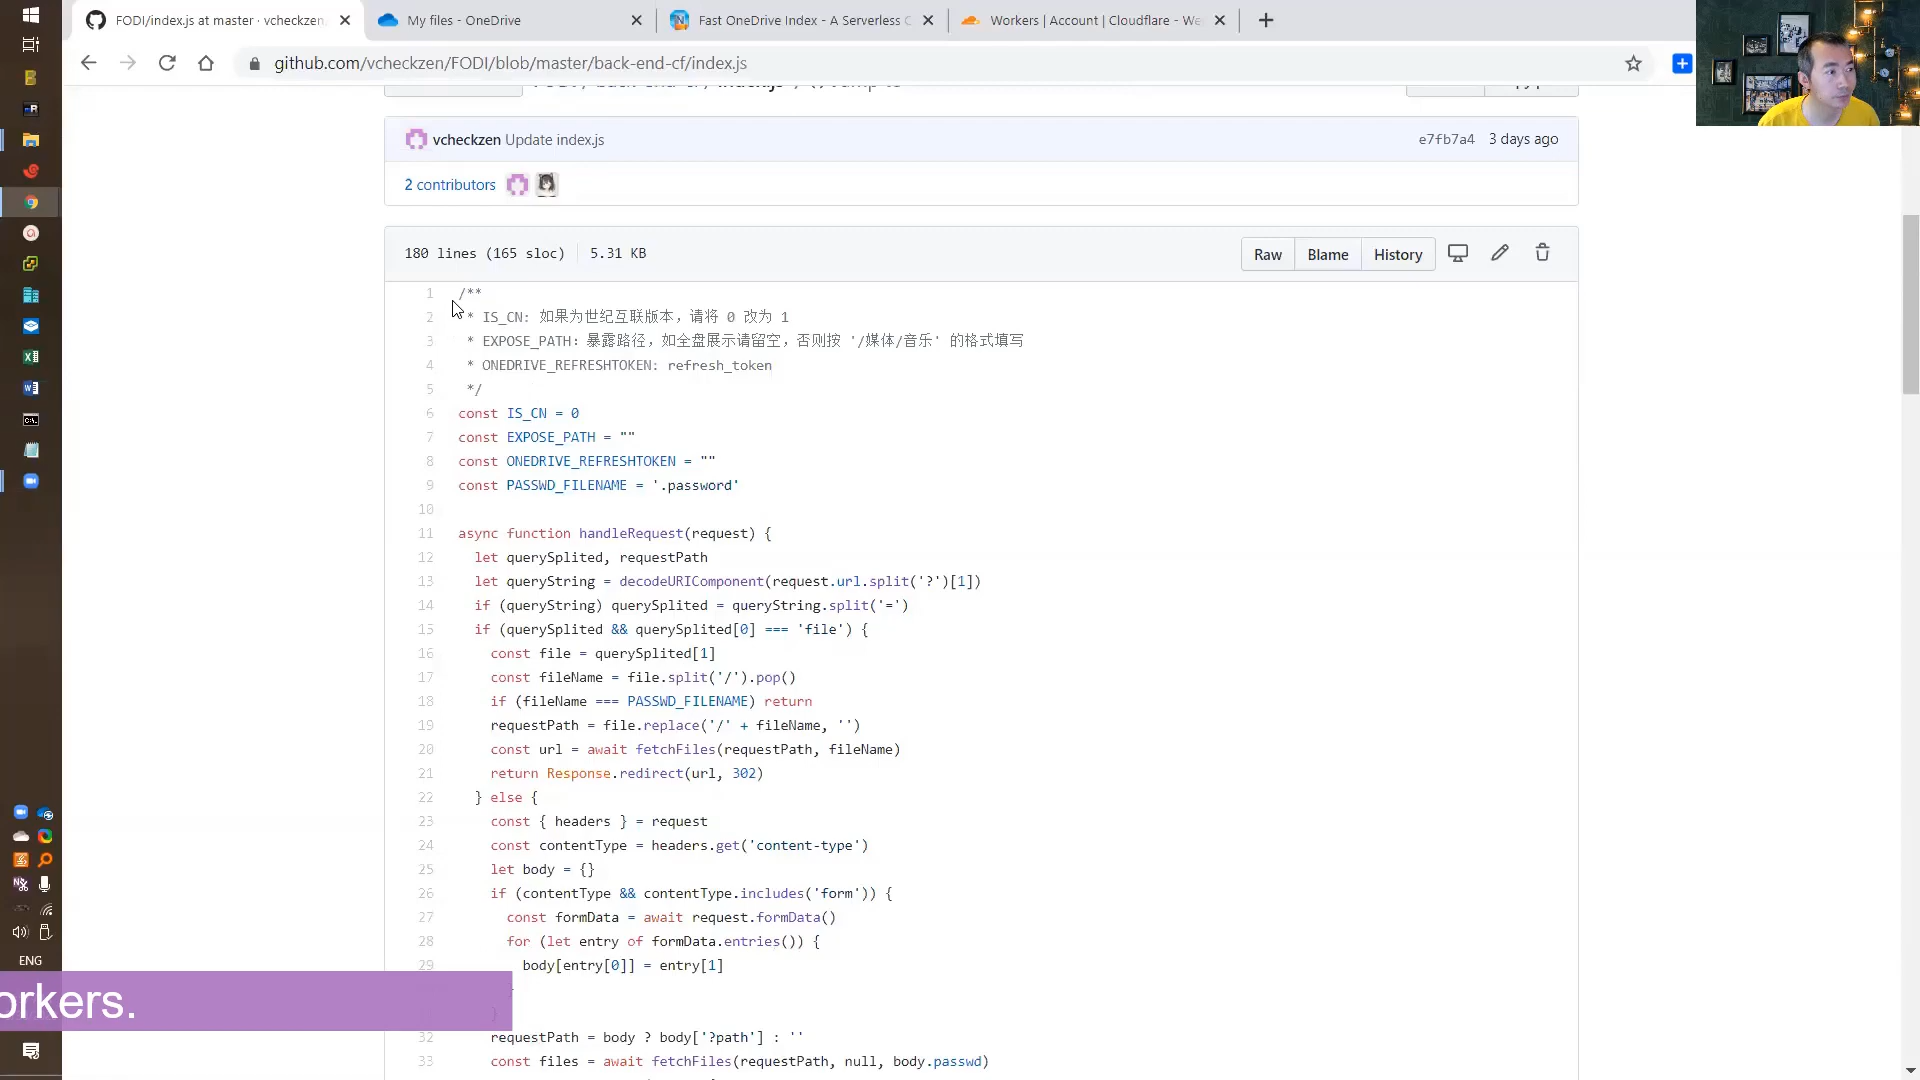 FODI/index.js at master · vcheckzen
My files - OneDrive
Fast OneDrive Index - A Serverless
Workers | Account | Cloudflare - We
github.com/vcheckzen/FODI/blob/master/back-end-cf/index.js
vcheckzen Update index.js
e7fb7a4 3 days ago
2 contributors
180 lines (165 sloc) 5.31 KB
Raw Blame History
1 /**
2 * IS_CN: 如果为世纪互联版本，请将 0 改为 1
3 * EXPOSE_PATH：暴露路径，如全盘展示请留空，否则按 '/媒体/音乐' 的格式填写
4 * ONEDRIVE_REFRESHTOKEN: refresh_token
5 */
6 const IS_CN = 0
7 const EXPOSE_PATH = ""
8 const ONEDRIVE_REFRESHTOKEN = ""
9 const PASSWD_FILENAME = '.password'
10
11 async function handleRequest(request) {
12 let querySplited, requestPath
13 let queryString = decodeURIComponent(request.url.split('?')[1])
14 if (queryString) querySplited = queryString.split('=')
15 if (querySplited && querySplited[0] === 'file') {
16 const file = querySplited[1]
17 const fileName = file.split('/').pop()
18 if (fileName === PASSWD_FILENAME) return
19 requestPath = file.replace('/' + fileName, '')
20 const url = await fetchFiles(requestPath, fileName)
21 return Response.redirect(url, 302)
22 } else {
23 const { headers } = request
24 const contentType = headers.get('content-type')
25 let body = {}
26 if (contentType && contentType.includes('form')) {
27 const formData = await request.formData()
28 for (let entry of formData.entries()) {
29 body[entry[0]] = entry[1]
32 requestPath = body ? body['?path'] : ''
33 const files = await fetchFiles(requestPath, null, body.passwd)
ENG
orkers.